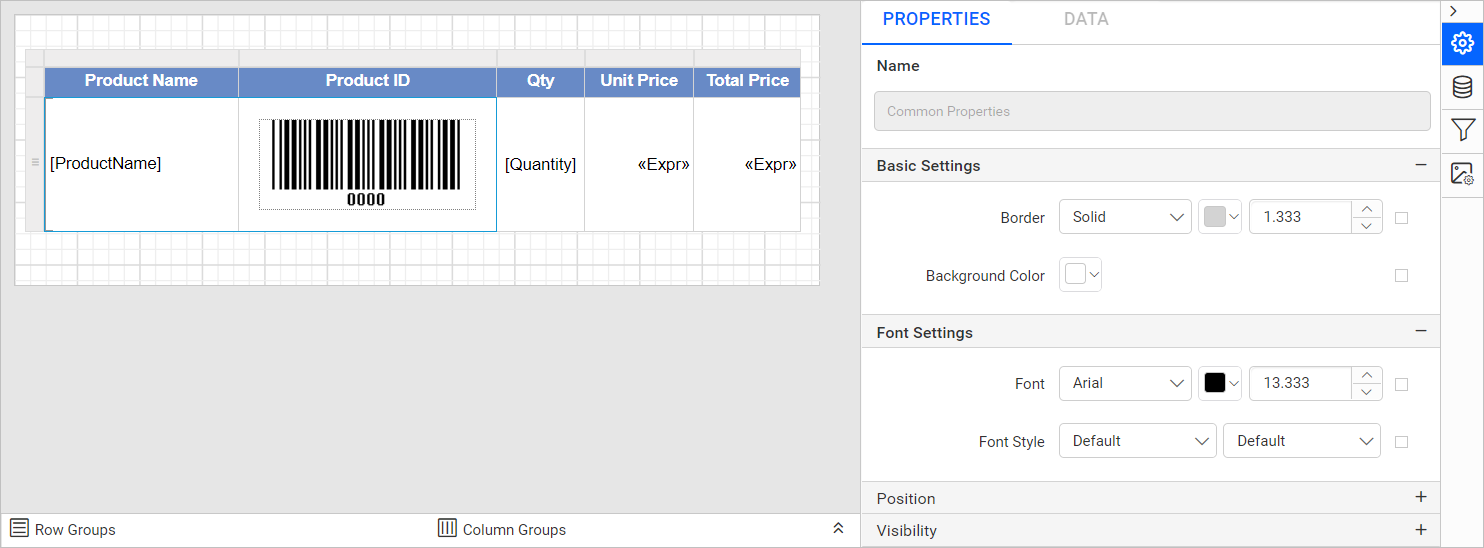 PROPERTIES DATA
Name
Common Properties
Product Name Product ID Qty Unit Price Total Price
[ProductName] 0000 [Quantity] «Expr» «Expr»
Basic Settings
Border Solid 1.333
Background Color
Font Settings
Font Arial 13.333
Font Style Default Default
Position
Visibility
Row Groups Column Groups